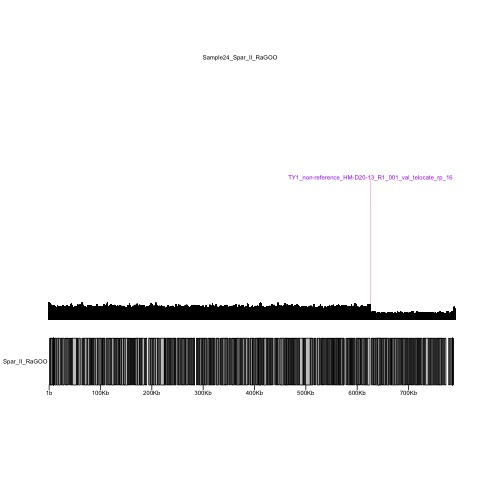 Sample24_Spar_II_RaGOO
TY1_non-reference_HM-D20-13_R1_001_val_telocate_rp_16
Spar_II_RaGOO
1b 100Kb 200Kb 300Kb 400Kb 500Kb 600Kb 700Kb